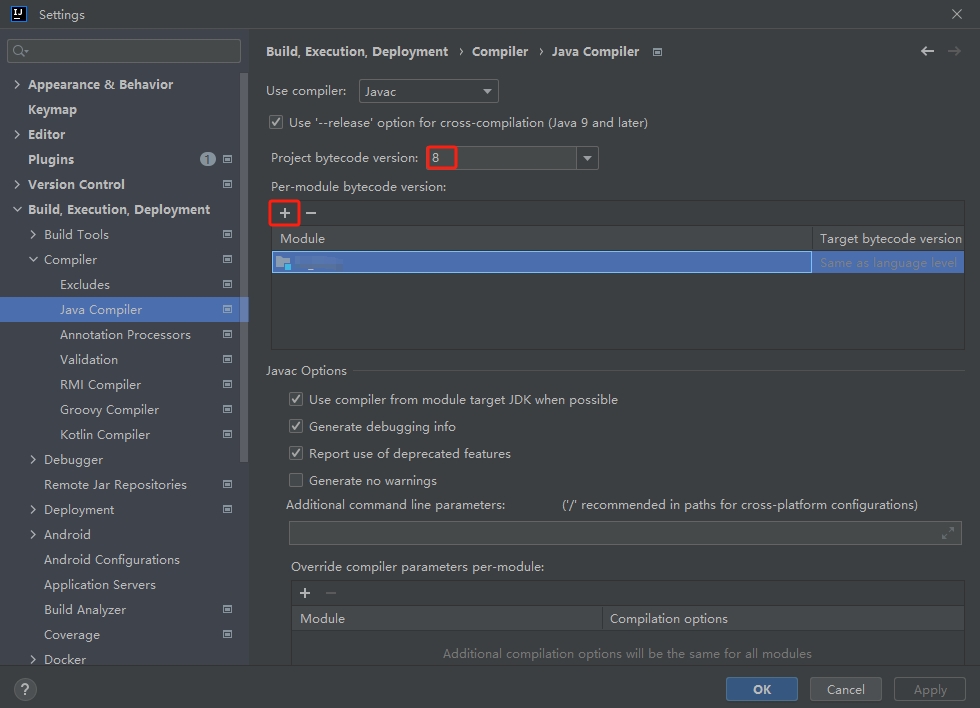 Settings
Build, Execution, Deployment › Compiler › Java Compiler
Appearance & Behavior
Keymap
Editor
Plugins 1
Version Control
Build, Execution, Deployment
Build Tools
Compiler
Excludes
Java Compiler
Annotation Processors
Validation
RMI Compiler
Groovy Compiler
Kotlin Compiler
Debugger
Remote Jar Repositories
Deployment
Android
Android Configurations
Application Servers
Build Analyzer
Coverage
Docker
Use compiler: Javac
Use '--release' option for cross-compilation (Java 9 and later)
Project bytecode version: 8
Per-module bytecode version:
Module Target bytecode version
Same as language level
Javac Options
Use compiler from module target JDK when possible
Generate debugging info
Report use of deprecated features
Generate no warnings
Additional command line parameters: ('/' recommended in paths for cross-platform configurations)
Override compiler parameters per-module:
Module Compilation options
Additional compilation options will be the same for all modules
? OK Cancel Apply